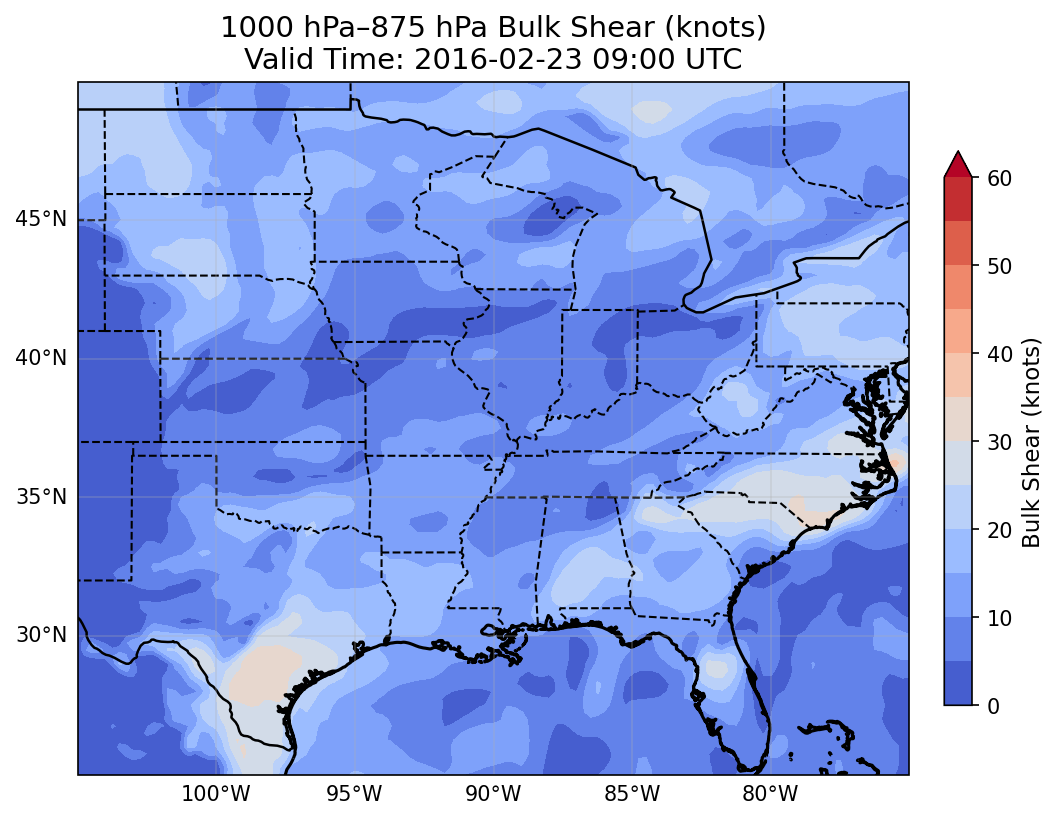 1000 hPa–875 hPa Bulk Shear (knots)
Valid Time: 2016-02-23 09:00 UTC
45°N
40°N
35°N
30°N
100°W
95°W
90°W
85°W
80°W
60
50
40
30
20
10
0
Bulk Shear (knots)